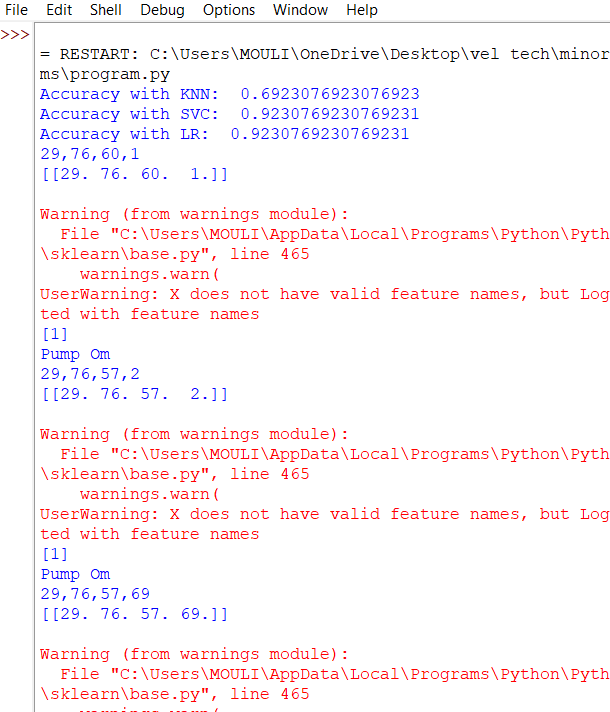 File Edit Shell Debug Options Window Help
>>>
= RESTART: C:\Users\MOULI\OneDrive\Desktop\vel tech\minor
ms\program.py
Accuracy with KNN:  0.6923076923076923
Accuracy with SVC:  0.9230769230769231
Accuracy with LR:  0.9230769230769231
29,76,60,1
[[29. 76. 60.  1.]]
Warning (from warnings module):
  File "C:\Users\MOULI\AppData\Local\Programs\Python\Pyth
\sklearn\base.py", line 465
    warnings.warn(
UserWarning: X does not have valid feature names, but Log
ted with feature names
[1]
Pump Om
29,76,57,2
[[29. 76. 57.  2.]]
Warning (from warnings module):
  File "C:\Users\MOULI\AppData\Local\Programs\Python\Pyth
\sklearn\base.py", line 465
    warnings.warn(
UserWarning: X does not have valid feature names, but Log
ted with feature names
[1]
Pump Om
29,76,57,69
[[29. 76. 57. 69.]]
Warning (from warnings module):
  File "C:\Users\MOULI\AppData\Local\Programs\Python\Pyth
\sklearn\base.py", line 465